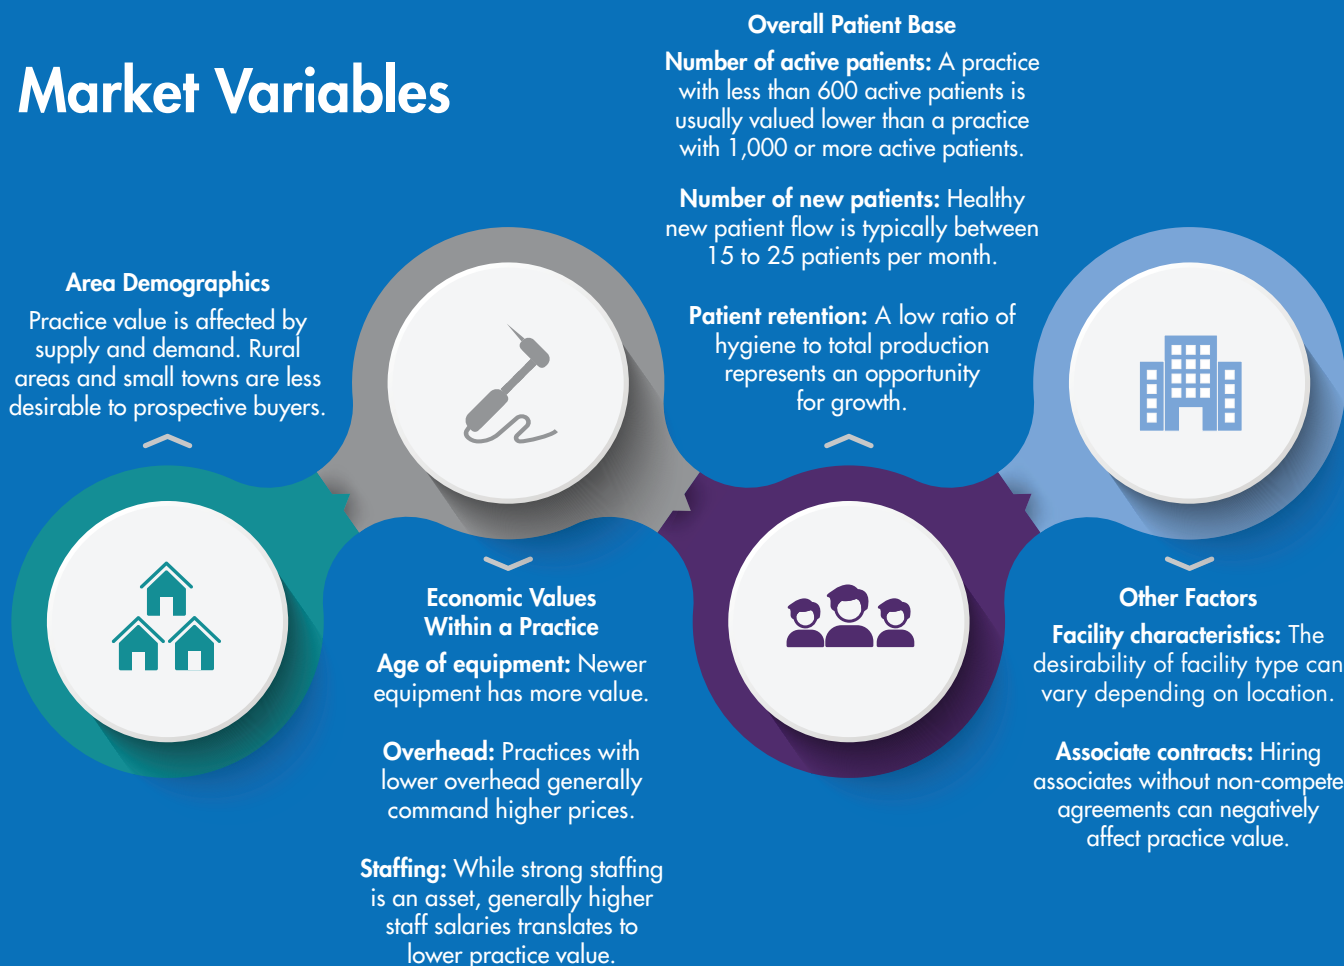 Market Variables
Area Demographics
Practice value is affected by
supply and demand. Rural
areas and small towns are less
desirable to prospective buyers.
Economic Values
Within a Practice
Age of equipment: Newer
equipment has more value.
Overhead: Practices with
lower overhead generally
command higher prices.
Staffing: While strong staffing
is an asset, generally higher
staff salaries translates to
lower practice value.
Overall Patient Base
Number of active patients: A practice
with less than 600 active patients is
usually valued lower than a practice
with 1,000 or more active patients.
Number of new patients: Healthy
new patient flow is typically between
15 to 25 patients per month.
Patient retention: A low ratio of
hygiene to total production
represents an opportunity
for growth.
Other Factors
Facility characteristics: The
desirability of facility type can
vary depending on location.
Associate contracts: Hiring
associates without non-compete
agreements can negatively
affect practice value.